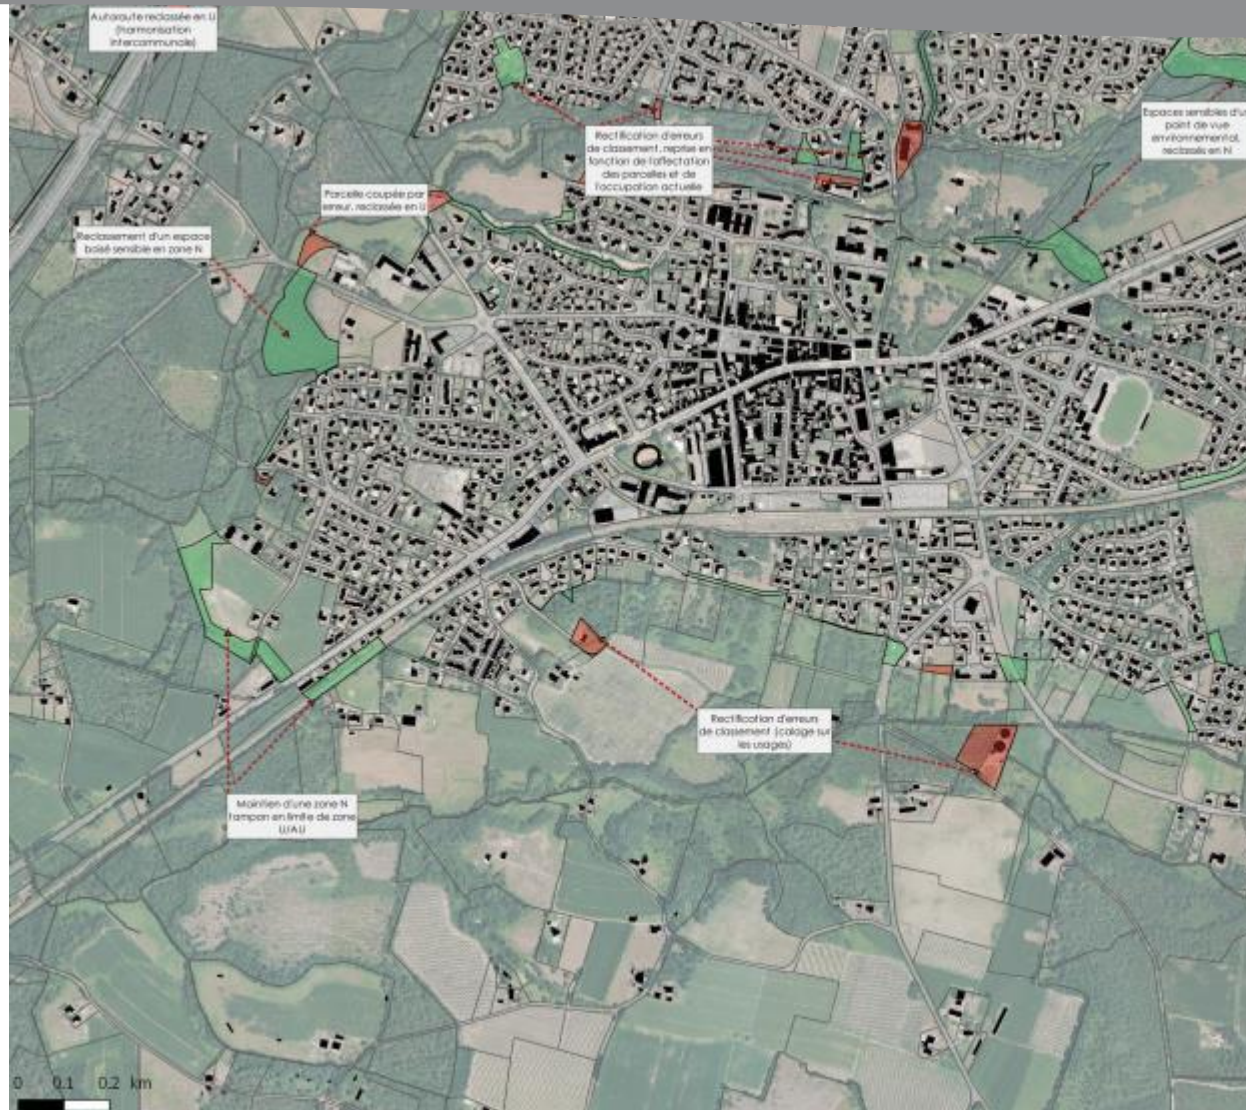 Autoroute reclassée en U
(harmonisation
intercommunale)
Espaces sensibles d'un
point de vue
environnemental,
reclassés en N
Rectification d'erreurs
de classement, reprise en
fonction de l'affectation
des parcelles et de
l'occupation actuelle
Parcelle coupée par
erreur, reclassée en U
Reclassement d'un espace
boisé sensible en zone N
Rectification d'erreurs
de classement (calage sur
les usages)
Maintien d'une zone N
tampon en limite de zone
U/AU
0 0.1 0.2 km